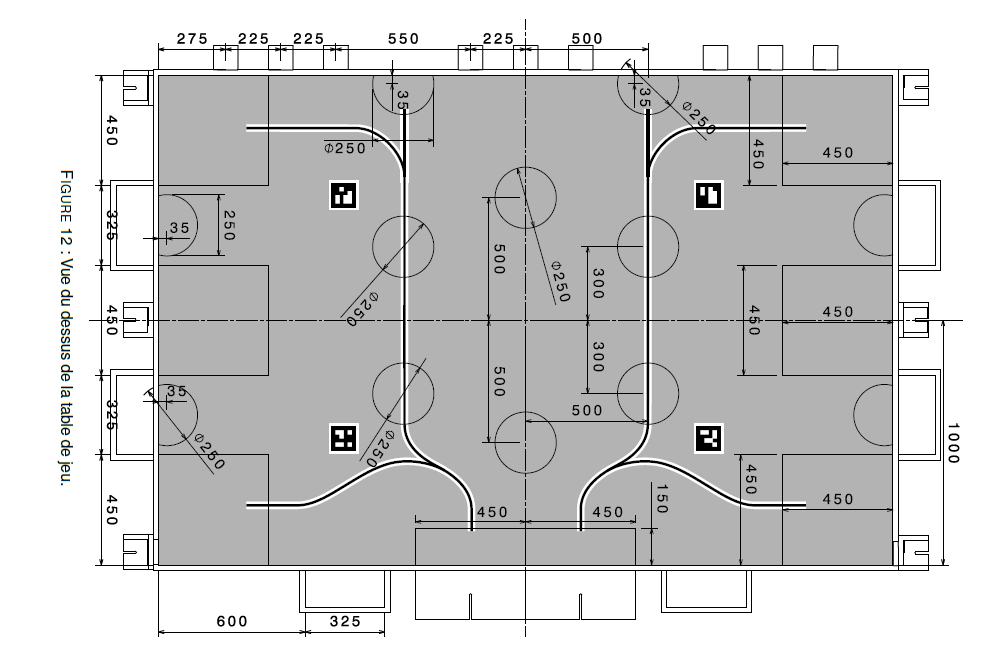 275 225 225 550 225 500
35 35
Φ250 Φ250
450 450 450
325 35 250
500 Φ250 300
Φ250
450 450 450
300
500
35 500
325 Φ250 Φ250
1000
450 450 450 150 450 450
600 325
FIGURE 12 : Vue du dessus de la table de jeu.